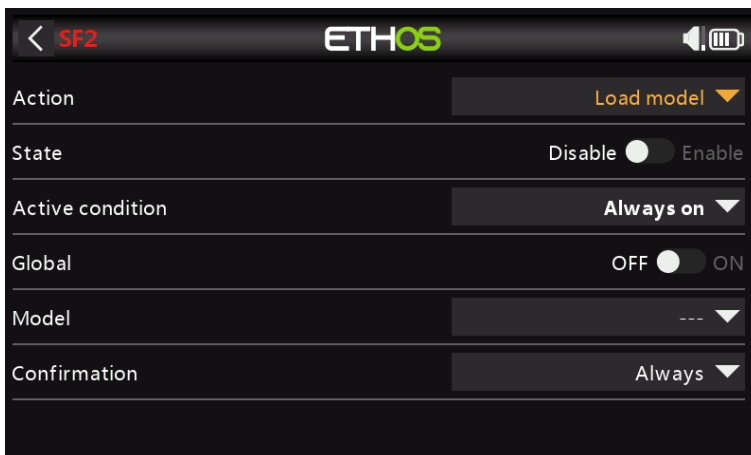 SF2 ETHOS
Action Load model
State Disable Enable
Active condition Always on
Global OFF ON
Model ---
Confirmation Always